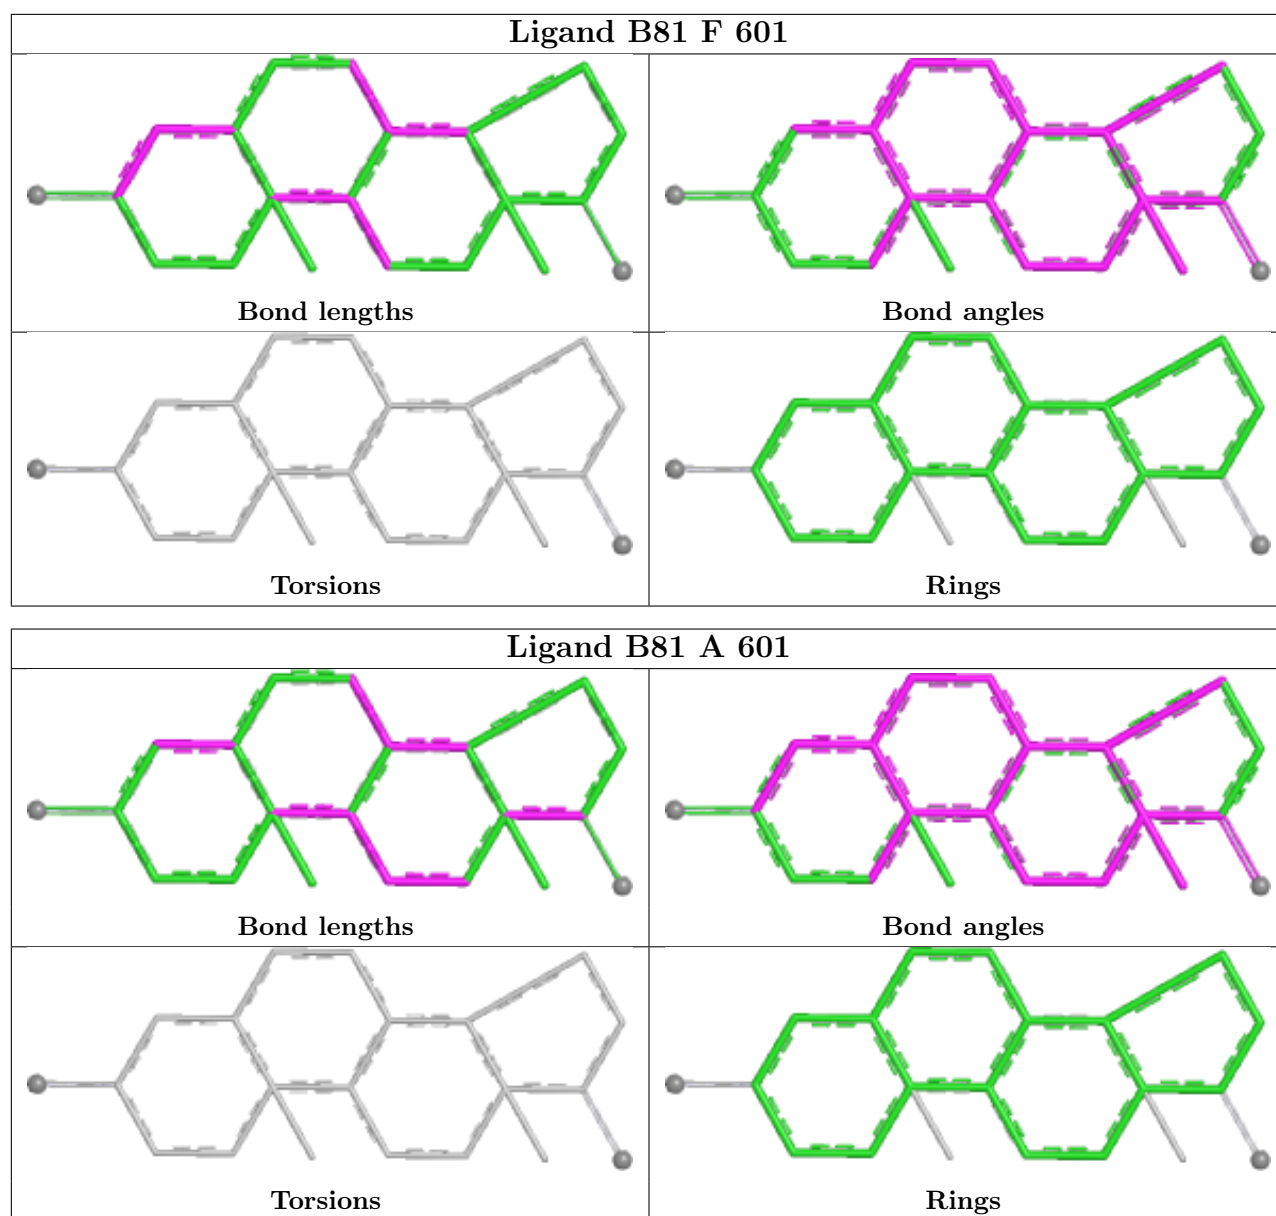 Ligand B81 F 601
Bond lengths
Bond angles
Torsions
Rings
Ligand B81 A 601
Bond lengths
Bond angles
Torsions
Rings